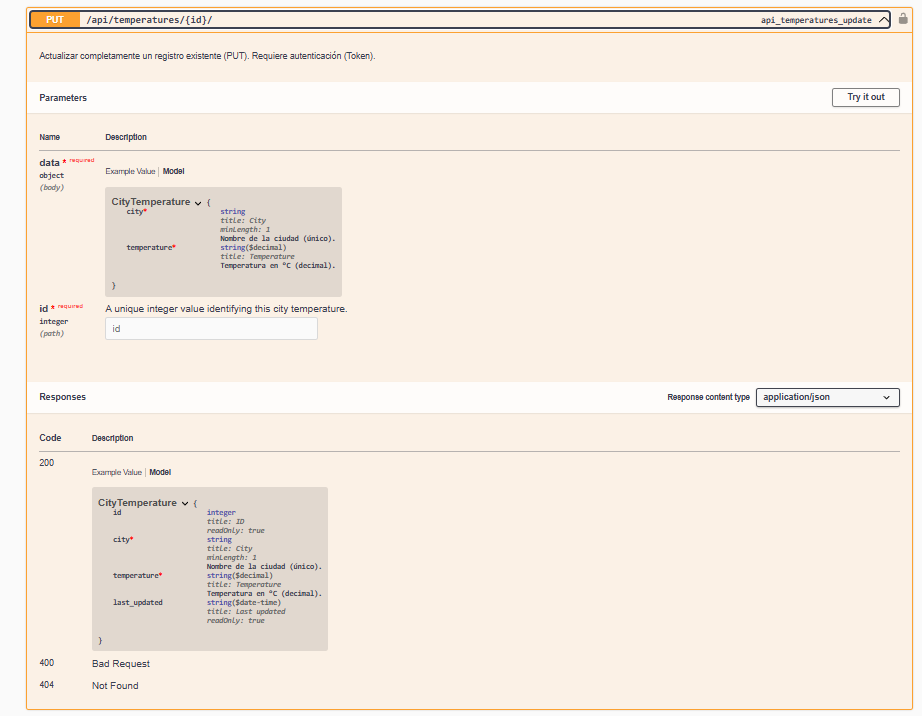 PUT /api/temperatures/{id}/ api_temperatures_update
Actualizar completamente un registro existente (PUT). Requiere autenticación (Token).
Parameters Try it out
Name Description
data * required
object
(body)
Example Value | Model
CityTemperature {
city* string
title: City
minLength: 1
Nombre de la ciudad (único).
temperature* string($decimal)
title: Temperature
Temperatura en °C (decimal).
}
id * required
integer
(path)
A unique integer value identifying this city temperature.
id
Responses Response content type application/json
Code Description
200
Example Value | Model
CityTemperature {
id integer
title: ID
readOnly: true
city* string
title: City
minLength: 1
Nombre de la ciudad (único).
temperature* string($decimal)
title: Temperature
Temperatura en °C (decimal).
last_updated string($date-time)
title: Last updated
readOnly: true
}
400 Bad Request
404 Not Found